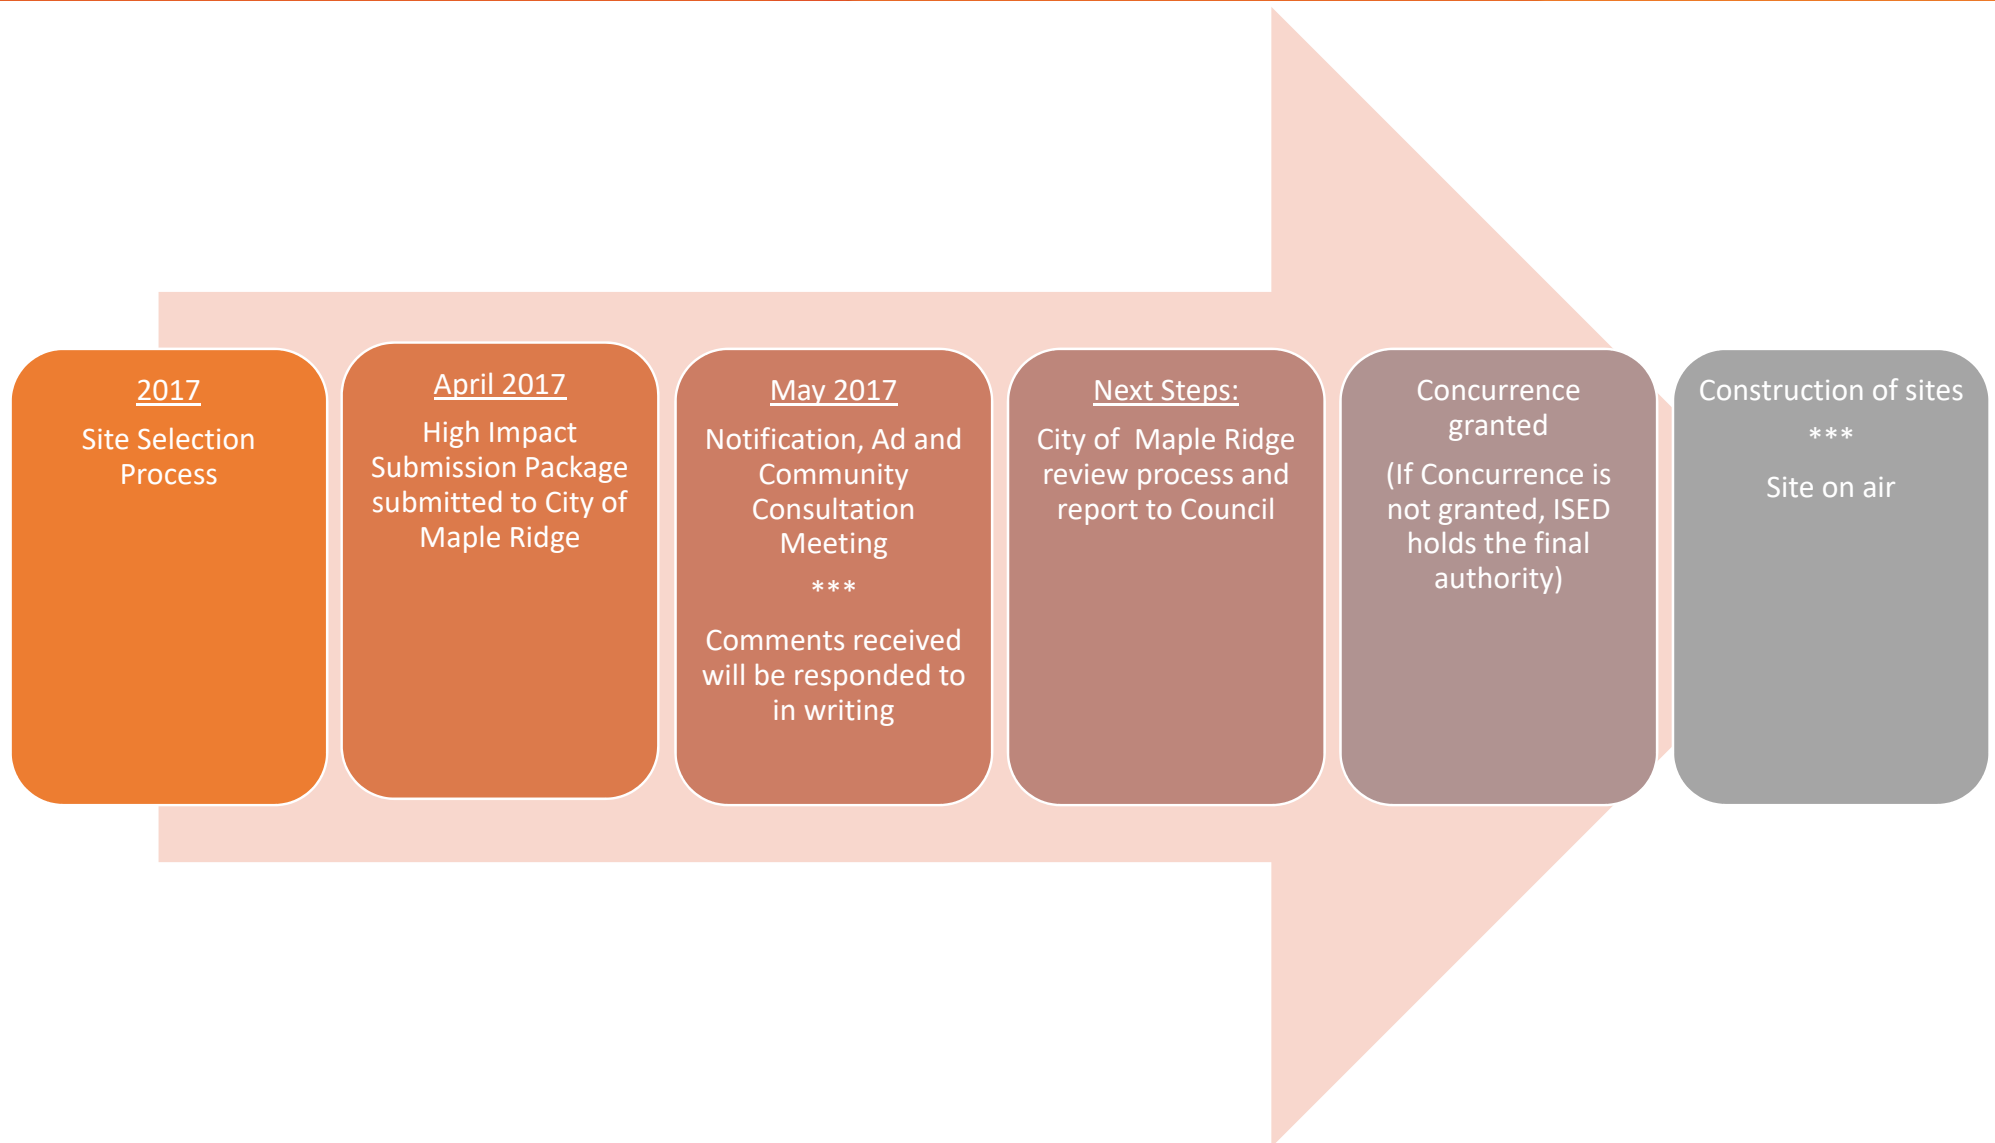 2017
Site Selection
Process
April 2017
High Impact
Submission Package
submitted to City of
Maple Ridge
May 2017
Notification, Ad and
Community
Consultation
Meeting
***
Comments received
will be responded to
in writing
Next Steps:
City of  Maple Ridge
review process and
report to Council
Concurrence
granted
(If Concurrence is
not granted, ISED
holds the final
authority)
Construction of sites
***
Site on air